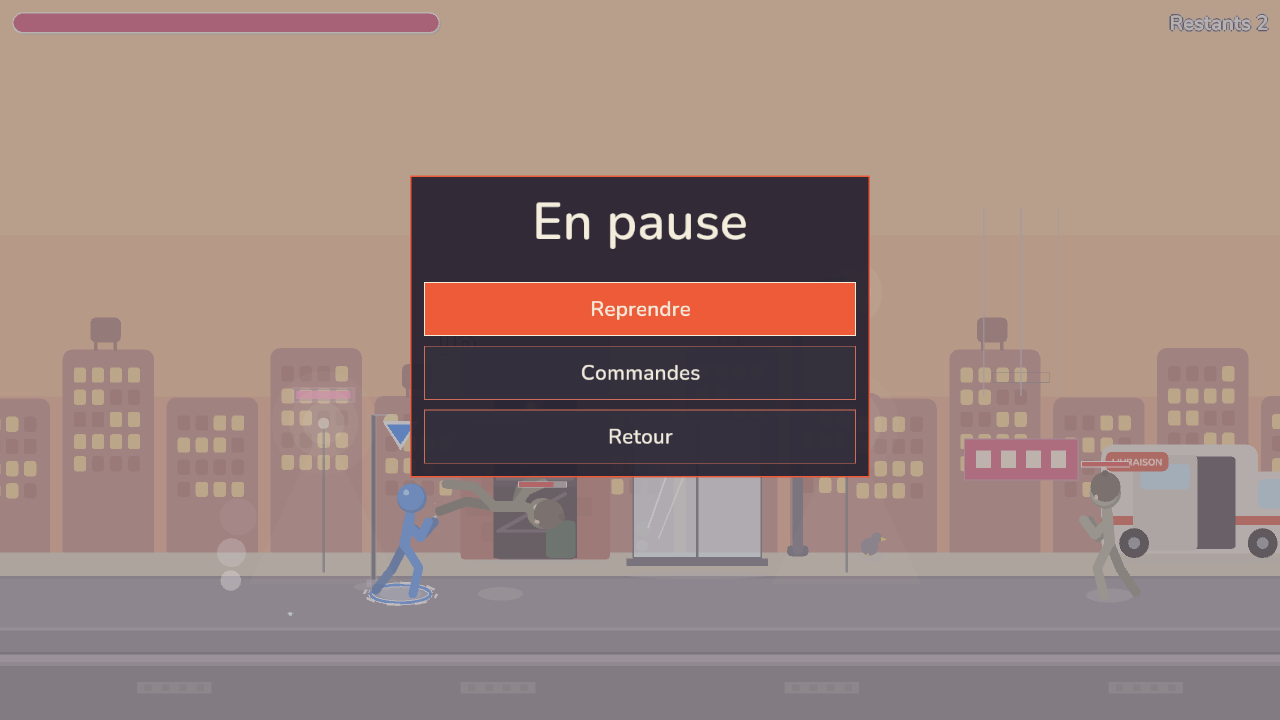 Restants 2
En pause
Reprendre
Commandes
Retour
LIVRAISON